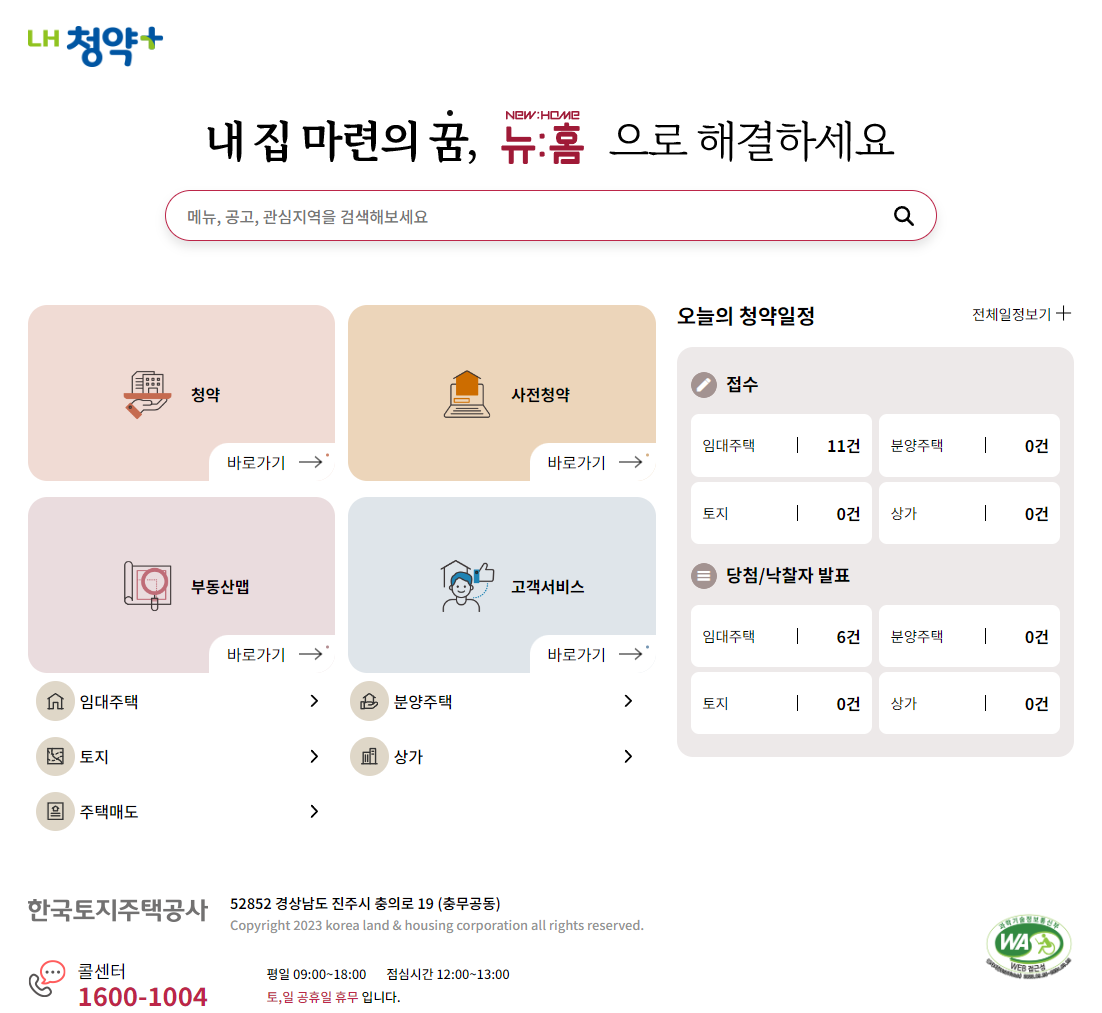 LH 청약+
내 집 마련의 꿈, NEW:HOME 뉴:홈 으로 해결하세요
메뉴, 공고, 관심지역을 검색해보세요
청약
바로가기
사전청약
바로가기
부동산맵
바로가기
고객서비스
바로가기
임대주택
분양주택
토지
상가
주택매도
오늘의 청약일정
전체일정보기
접수
임대주택 11건
분양주택 0건
토지 0건
상가 0건
당첨/낙찰자 발표
임대주택 6건
분양주택 0건
토지 0건
상가 0건
한국토지주택공사
52852 경상남도 진주시 충의로 19 (충무공동)
Copyright 2023 korea land & housing corporation all rights reserved.
콜센터
1600-1004
평일 09:00~18:00 점심시간 12:00~13:00
토,일 공휴일 휴무 입니다.
과학기술정보통신부
WA
WEB 접근성